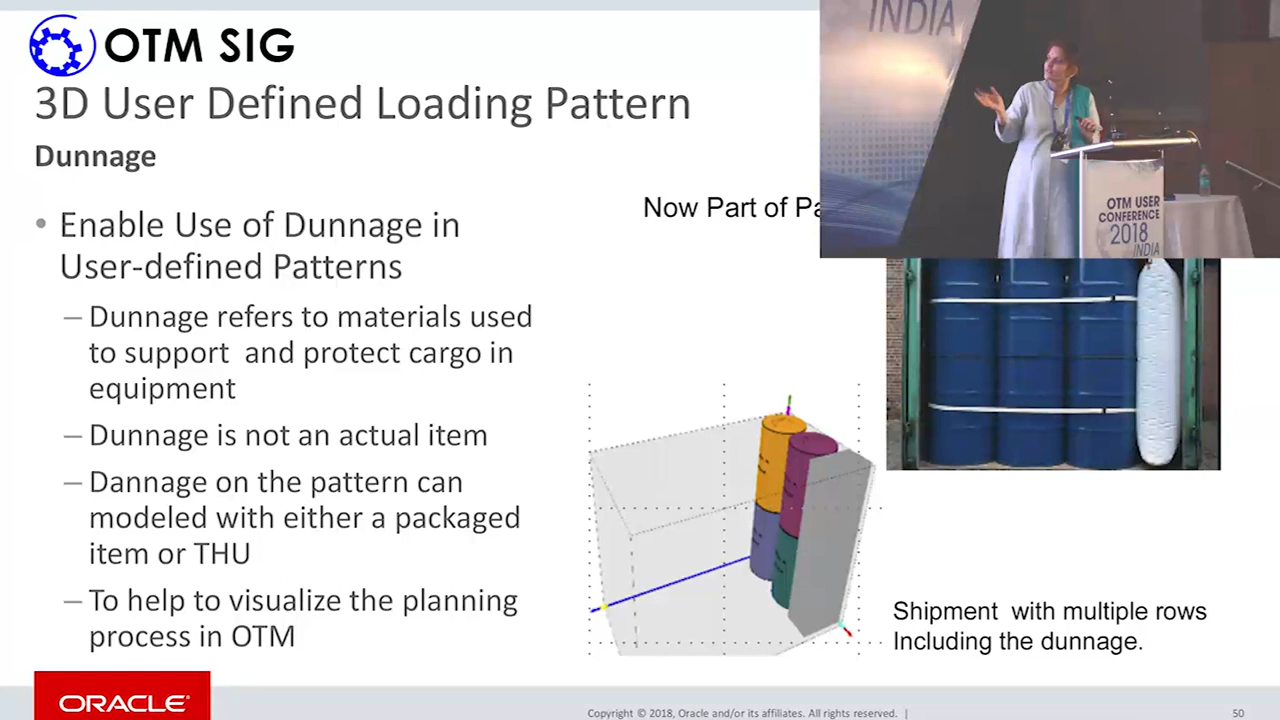 OTM SIG
3D User Defined Loading Pattern
Dunnage
• Enable Use of Dunnage in
User-defined Patterns
– Dunnage refers to materials used
to support and protect cargo in
equipment
– Dunnage is not an actual item
– Dannage on the pattern can
modeled with either a packaged
item or THU
– To help to visualize the planning
process in OTM
Now Part of
INDIA
OTM USER
CONFERENCE
2018
INDIA
Shipment with multiple rows
Including the dunnage.
ORACLE
Copyright © 2018, Oracle and/or its affiliates. All rights reserved. |
50